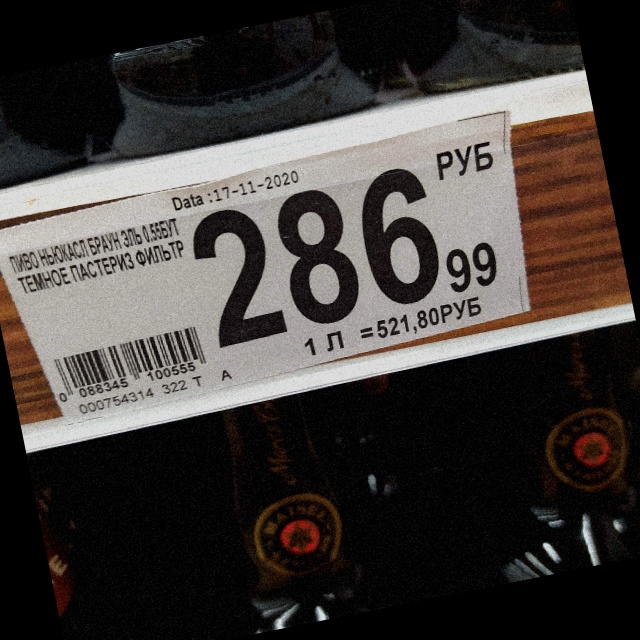 Data :17-11-2020
ПИВО НЬЮКАСЛ БРАУН ЭЛЬ 0.55БУТ
ТЕМНОЕ ПАСТЕРИЗ ФИЛЬТР
286 99 РУБ
1 Л =521,80РУБ
0 088345 100555
000754314 322 Т А